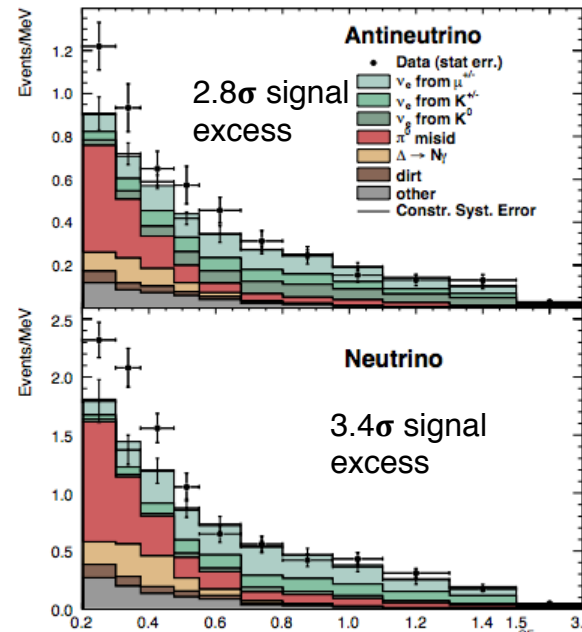 Events/MeV
1.2
1.0
0.8
0.6
0.4
0.2
Antineutrino
2.8σ signal
excess
Data (stat err.)
νe from μ+/-
νe from K+/-
νe from K0
π0 misid
Δ → Nγ
dirt
other
Constr. Syst. Error
Events/MeV
2.5
2.0
1.5
1.0
0.5
0.0
Neutrino
3.4σ signal
excess
0.2 0.4 0.6 0.8 1.0 1.2 1.4 1.5 3.